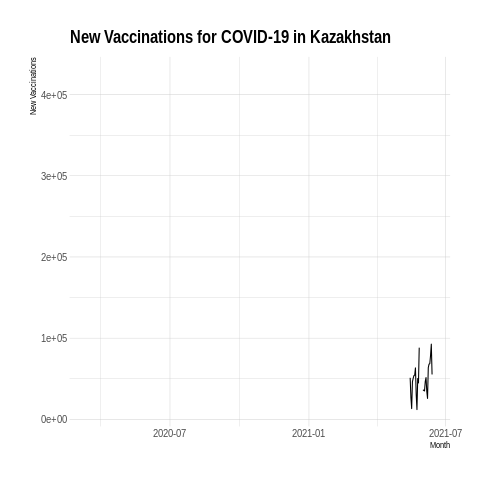 New Vaccinations for COVID-19 in Kazakhstan
New Vaccinations
4e+05
3e+05
2e+05
1e+05
0e+00
2020-07
2021-01
2021-07
Month